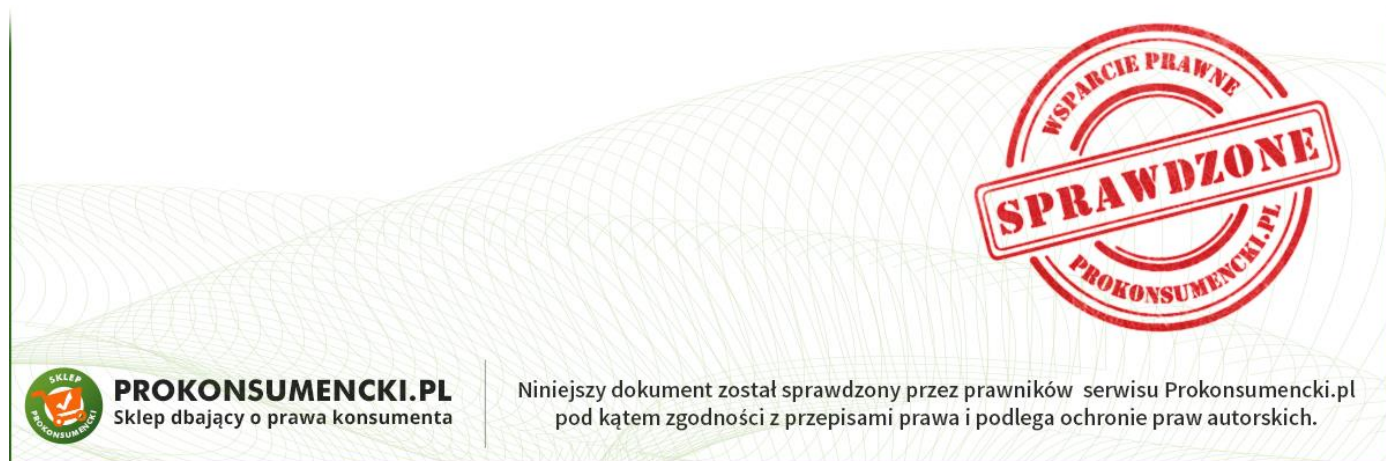 WSPARCIE PRAWNE
SPRAWDZONE
PROKONSUMENCKI.PL
SKLEP
PROKONSUMENCKI
PROKONSUMENCKI.PL
Sklep dbający o prawa konsumenta
Niniejszy dokument został sprawdzony przez prawników serwisu Prokonsumencki.pl
pod kątem zgodności z przepisami prawa i podlega ochronie praw autorskich.